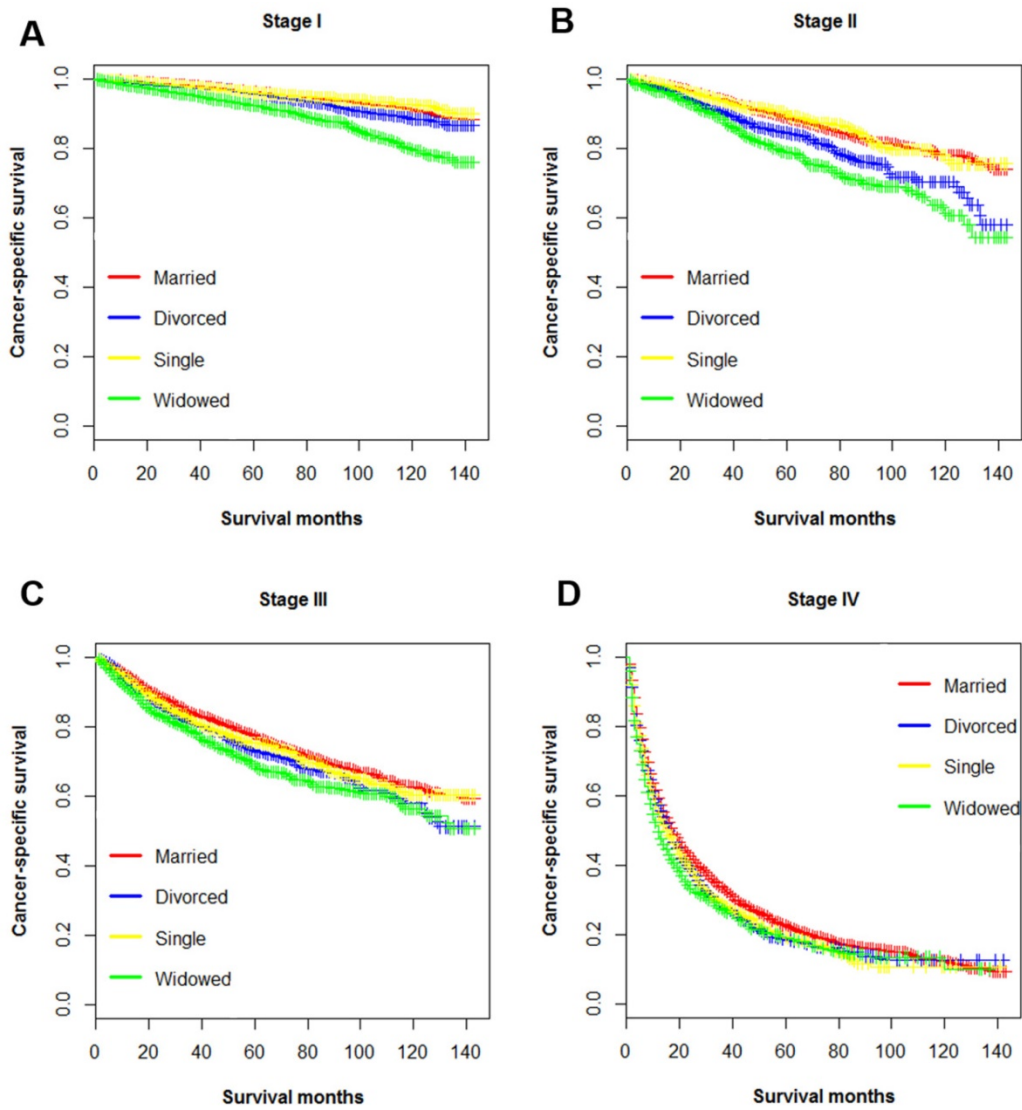 A
Stage I
Cancer-specific survival
1.0
0.8
0.6
0.4
0.2
0.0
Married
Divorced
Single
Widowed
0 20 40 60 80 100 120 140
Survival months
B
Stage II
Cancer-specific survival
1.0
0.8
0.6
0.4
0.2
0.0
Married
Divorced
Single
Widowed
0 20 40 60 80 100 120 140
Survival months
C
Stage III
Cancer-specific survival
1.0
0.8
0.6
0.4
0.2
0.0
Married
Divorced
Single
Widowed
0 20 40 60 80 100 120 140
Survival months
D
Stage IV
Cancer-specific survival
1.0
0.8
0.6
0.4
0.2
0.0
Married
Divorced
Single
Widowed
0 20 40 60 80 100 120 140
Survival months